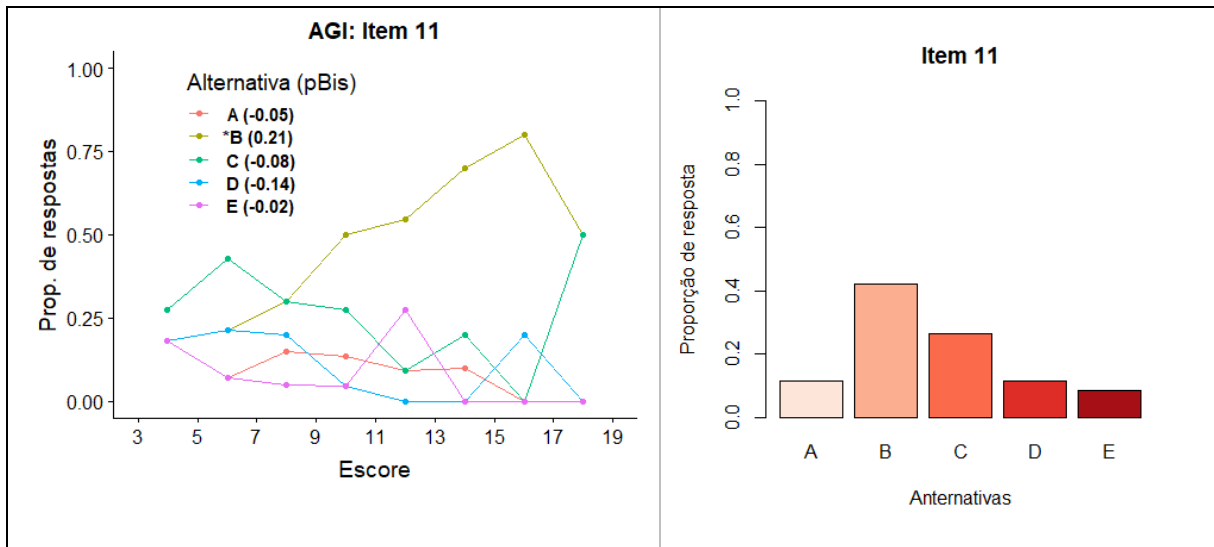 AGI: Item 11
Alternativa (pBis)
A (-0.05)
*B (0.21)
C (-0.08)
D (-0.14)
E (-0.02)
Prop. de respostas
1.00
0.75
0.50
0.25
0.00
3 5 7 9 11 13 15 17 19
Escore
Item 11
Proporção de resposta
1.0
0.8
0.6
0.4
0.2
0.0
A B C D E
Anternativas